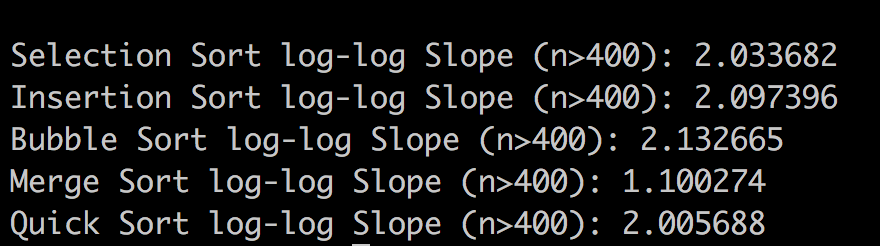 Selection Sort log-log Slope (n>400): 2.033682
Insertion Sort log-log Slope (n>400): 2.097396
Bubble Sort log-log Slope (n>400): 2.132665
Merge Sort log-log Slope (n>400): 1.100274
Quick Sort log-log Slope (n>400): 2.005688